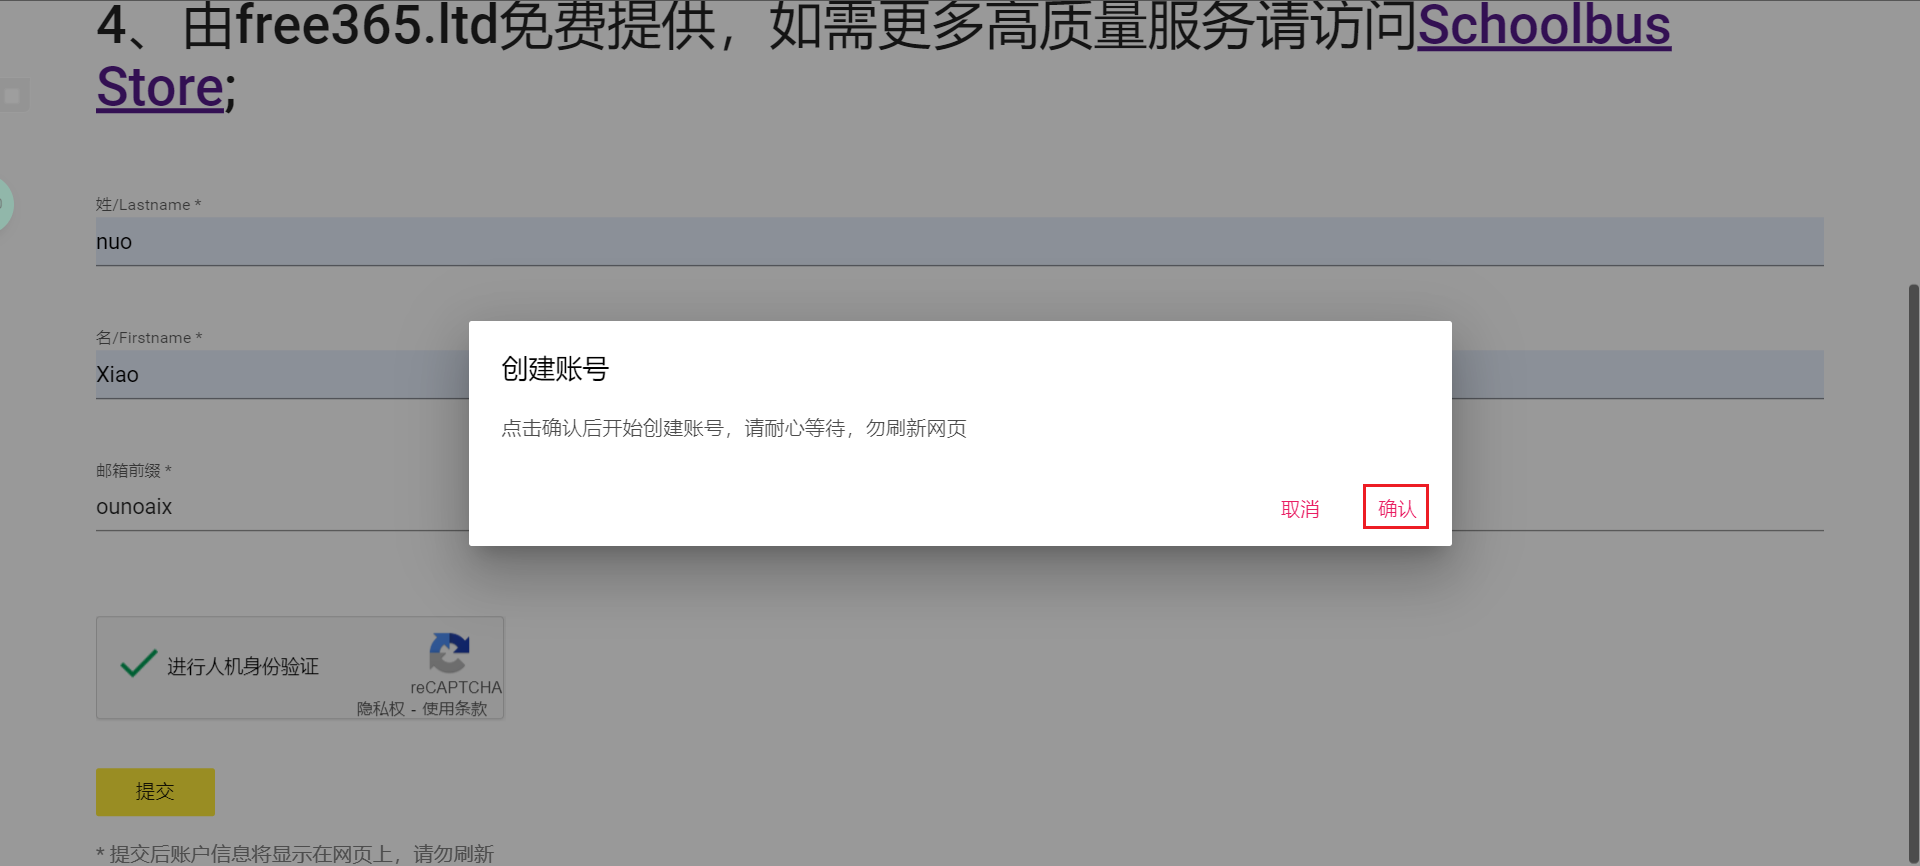 4、由free365.ltd免费提供，如需更多高质量服务请访问Schoolbus
Store;
姓/Lastname *
nuo
名/Firstname *
Xiao
创建账号
点击确认后开始创建账号，请耐心等待，勿刷新网页
取消
确认
邮箱前缀 *
ounoaix
进行人机身份验证
reCAPTCHA
隐私权 - 使用条款
提交
* 提交后账户信息将显示在网页上，请勿刷新